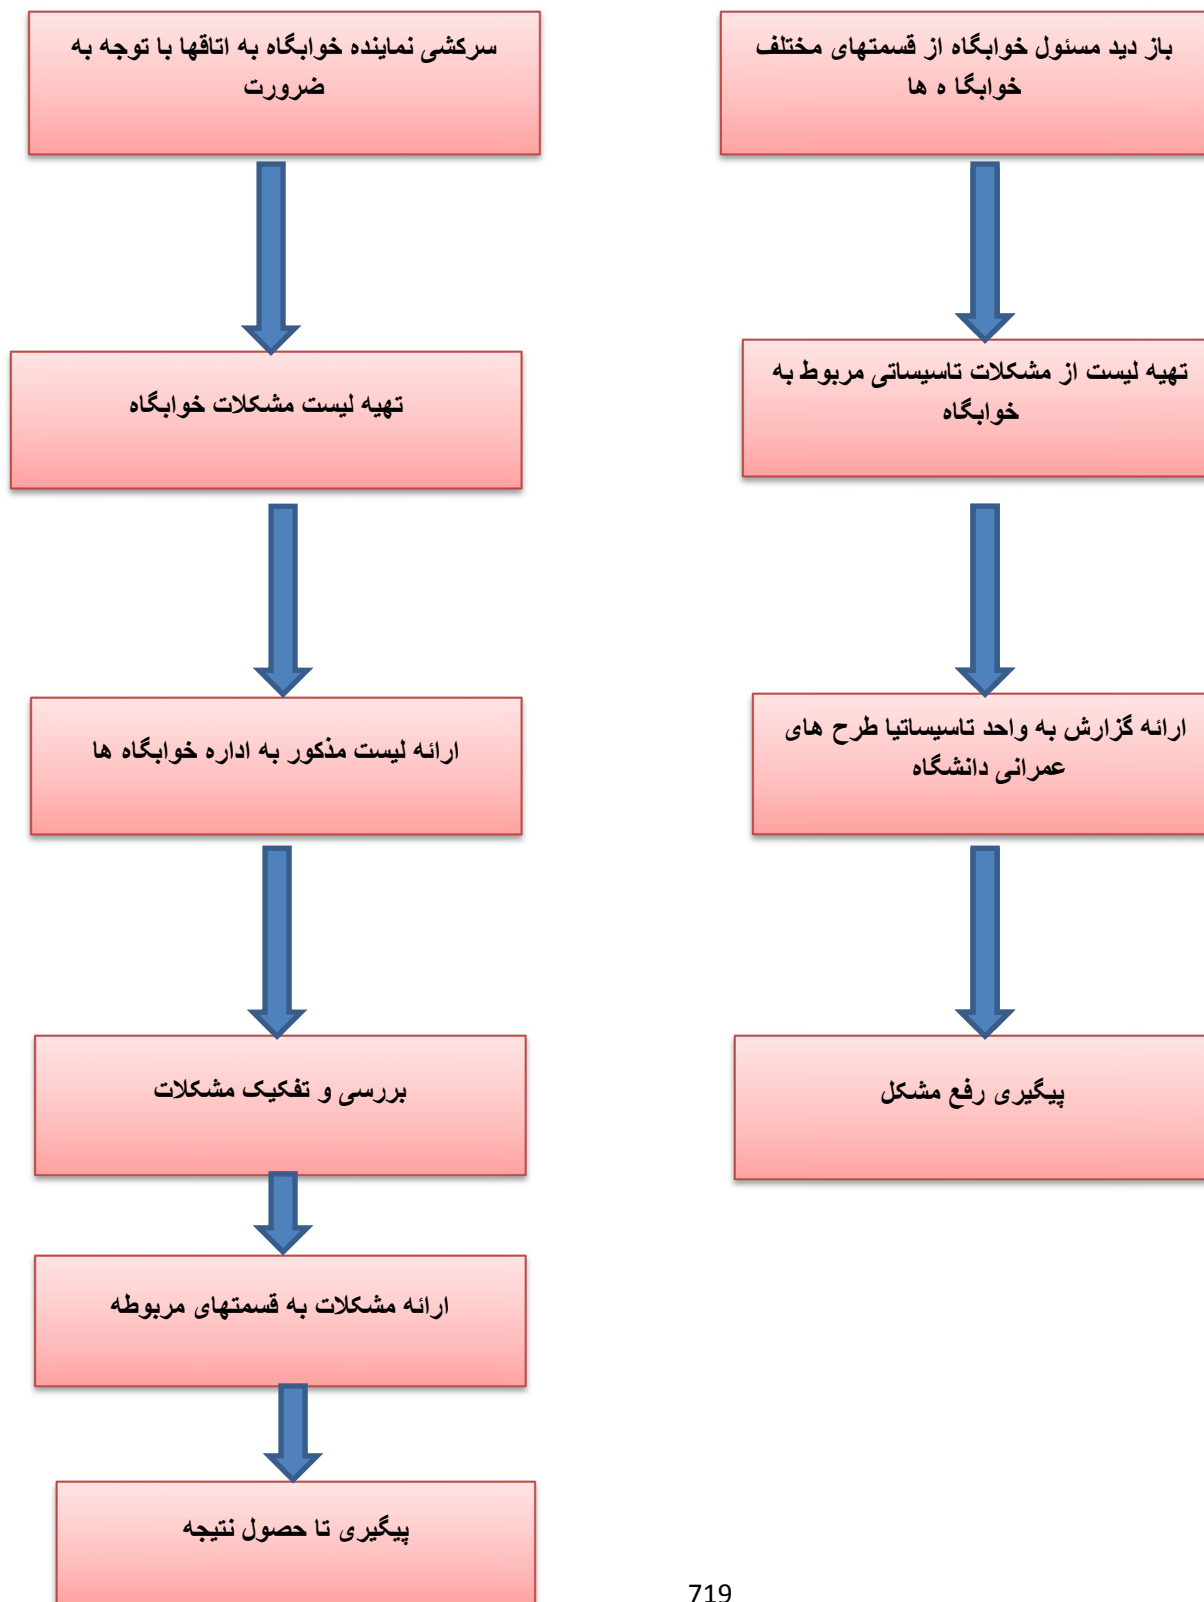 باز دید مسئول خوابگاه از قسمتهای مختلف
خوابگا ه ها
تهیه لیست از مشکلات تاسیساتی مربوط به
خوابگاه
ارائه گزارش به واحد تاسیساتیا طرح های
عمرانی دانشگاه
پیگیری رفع مشکل
سرکشی نماینده خوابگاه به اتاقها با توجه به
ضرورت
تهیه لیست مشکلات خوابگاه
ارائه لیست مذکور به اداره خوابگاه ها
بررسی و تفکیک مشکلات
ارائه مشکلات به قسمتهای مربوطه
پیگیری تا حصول نتیجه
719